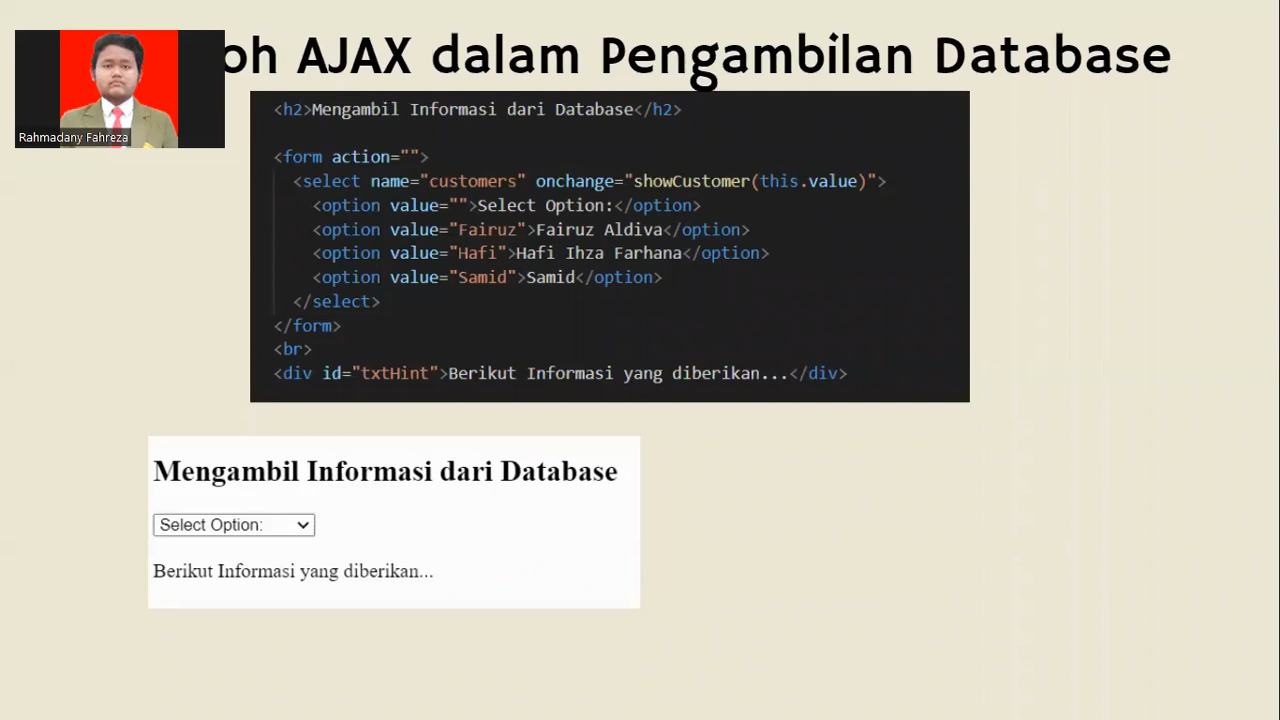 oh AJAX dalam Pengambilan Database
Rahmadany Fahreza
<h2>Mengambil Informasi dari Database</h2>
<form action="">
<select name="customers" onchange="showCustomer(this.value)">
<option value="">Select Option:</option>
<option value="Fairuz">Fairuz Aldiva</option>
<option value="Hafi">Hafi Ihza Farhana</option>
<option value="Samid">Samid</option>
</select>
</form>
<br>
<div id="txtHint">Berikut Informasi yang diberikan...</div>
Mengambil Informasi dari Database
Select Option:
Berikut Informasi yang diberikan...